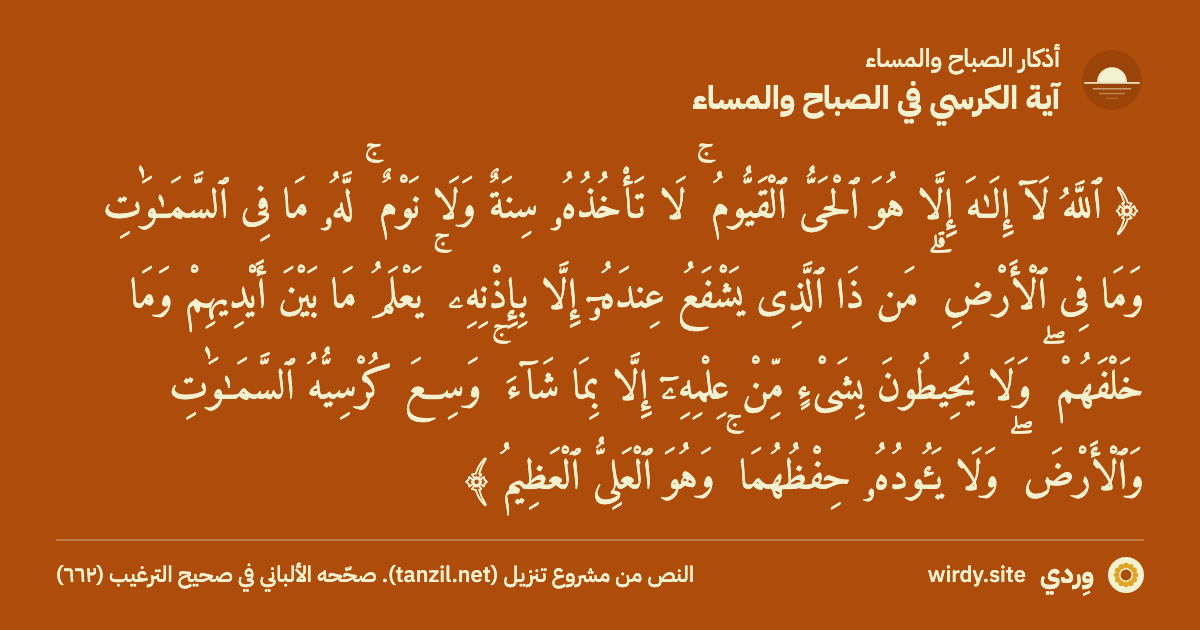 أذكار الصباح والمساء
آية الكرسي في الصباح والمساء
﴿ ٱللَّهُ لَآ إِلَـٰهَ إِلَّا هُوَ ٱلْحَىُّ ٱلْقَيُّومُ ۚ لَا تَأْخُذُهُۥ سِنَةٌ وَلَا نَوْمٌ ۚ لَّهُۥ مَا فِى ٱلسَّمَـٰوَٰتِ
وَمَا فِى ٱلْأَرْضِ ۗ مَن ذَا ٱلَّذِى يَشْفَعُ عِندَهُۥٓ إِلَّا بِإِذْنِهِۦ ۚ يَعْلَمُ مَا بَيْنَ أَيْدِيهِمْ وَمَا
خَلْفَهُمْ ۖ وَلَا يُحِيطُونَ بِشَىْءٍ مِّنْ عِلْمِهِۦٓ إِلَّا بِمَا شَآءَ ۚ وَسِعَ كُرْسِيُّهُ ٱلسَّمَـٰوَٰتِ
وَٱلْأَرْضَ ۖ وَلَا يَـُٔودُهُۥ حِفْظُهُمَا ۚ وَهُوَ ٱلْعَلِىُّ ٱلْعَظِيمُ ﴾
وِردي wirdy.site
النص من مشروع تنزيل (tanzil.net). صحّحه الألباني في صحيح الترغيب (٦٦٢)